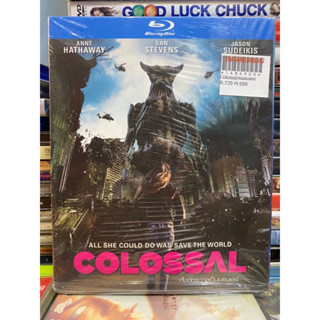 GOOD LUCK CHUCK
Blu-ray Disc
ANNE
HATHAWAY
DAN
STEVENS
JASON
SUDEIKIS
ALL SHE COULD DO WAS SAVE THE WORLD
COLOSSAL